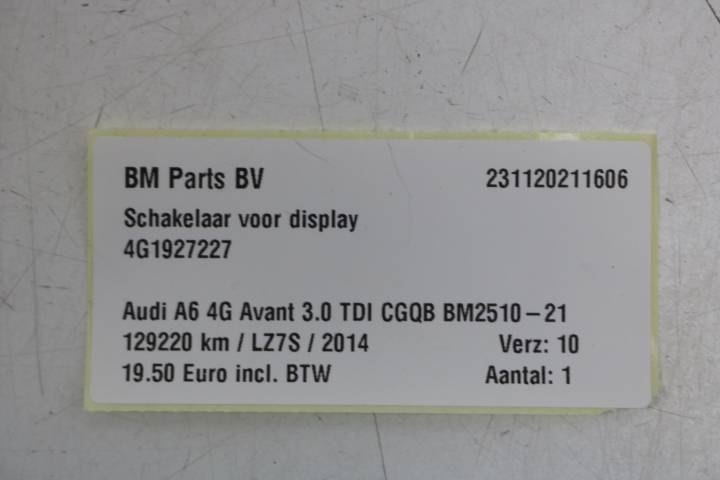 BM Parts BV 231120211606
Schakelaar voor display
4G1927227
Audi A6 4G Avant 3.0 TDI CGQB BM2510-21
129220 km / LZ7S / 2014 Verz: 10
19.50 Euro incl. BTW Aantal: 1